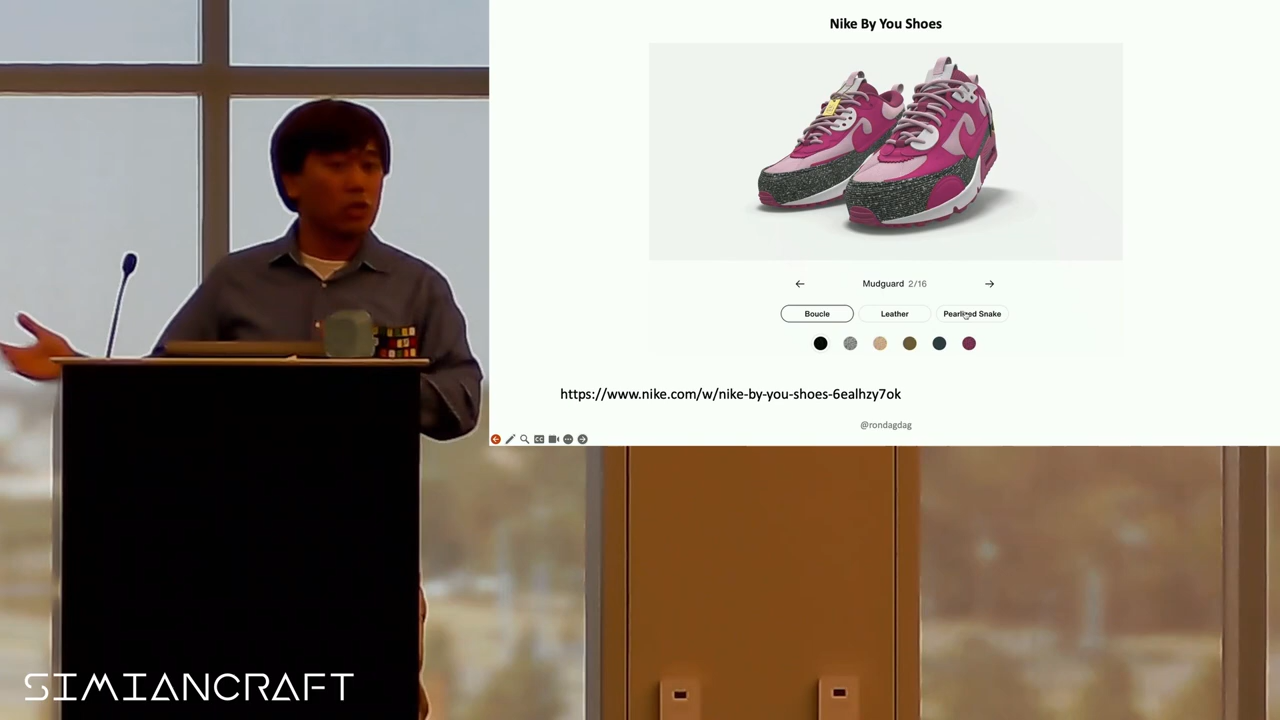 Nike By You Shoes
Mudguard 2/16
Boucle
Leather
Pearlized Snake
https://www.nike.com/w/nike-by-you-shoes-6ealhzy7ok
@rondagdag
CC
SIMIANCRAFT